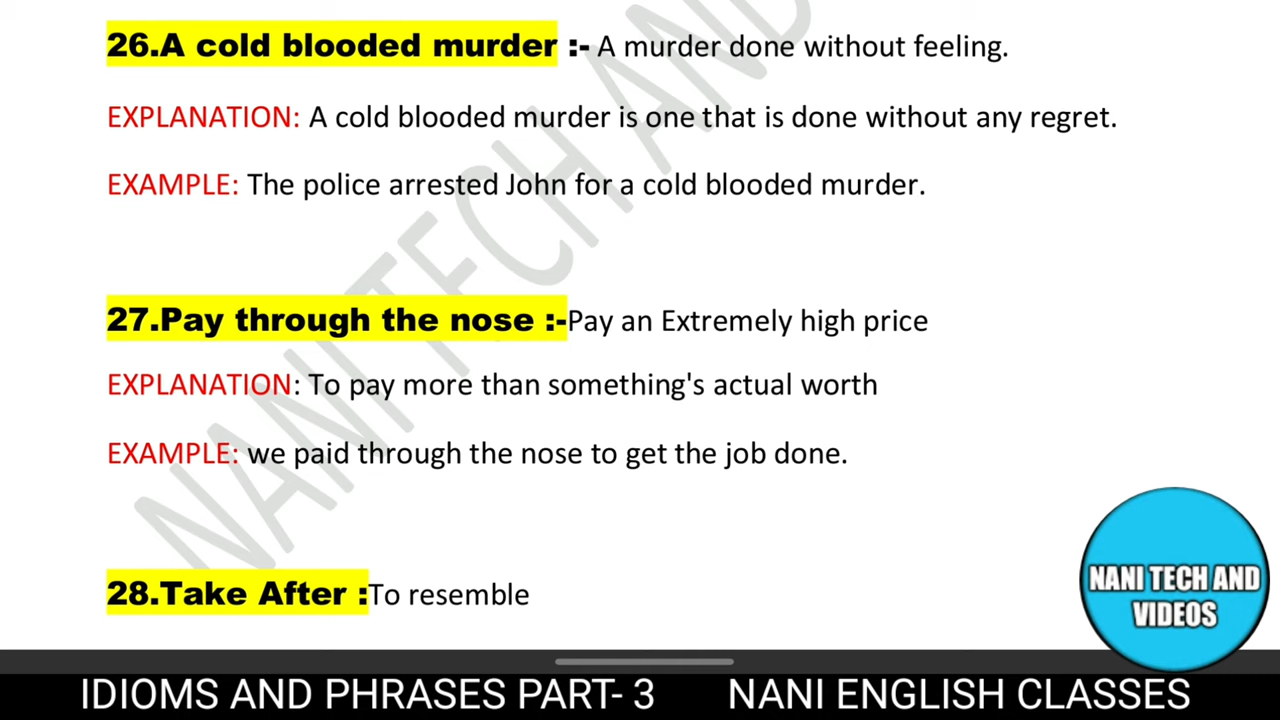 26.A cold blooded murder :- A murder done without feeling.
EXPLANATION: A cold blooded murder is one that is done without any regret.
EXAMPLE: The police arrested John for a cold blooded murder.
27.Pay through the nose :-Pay an Extremely high price
EXPLANATION: To pay more than something's actual worth
EXAMPLE: we paid through the nose to get the job done.
28.Take After :To resemble
NANI TECH AND
NANI TECH AND
VIDEOS
IDIOMS AND PHRASES PART- 3 NANI ENGLISH CLASSES